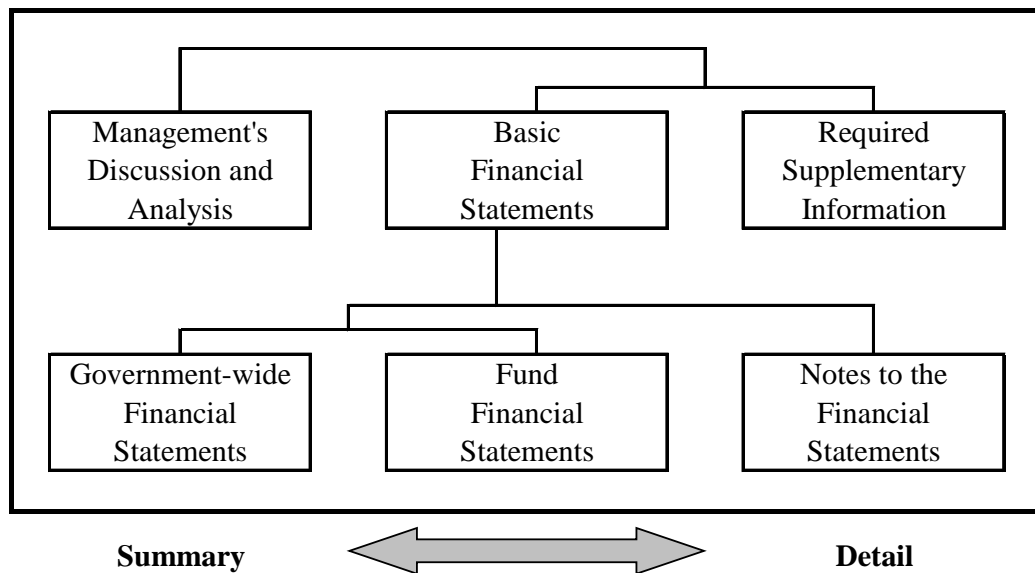 Management's
Discussion and
Analysis
Basic
Financial
Statements
Required
Supplementary
Information
Government-wide
Financial
Statements
Fund
Financial
Statements
Notes to the
Financial
Statements
Summary
Detail